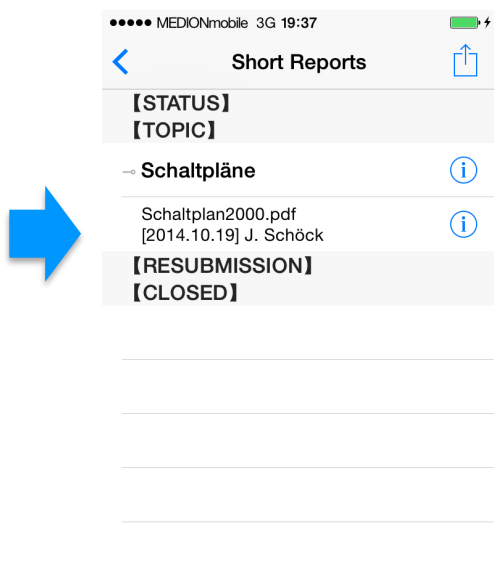 MEDIONmobile 3G 19:37
Short Reports
【STATUS】
【TOPIC】
Schaltpläne
Schaltplan2000.pdf
[2014.10.19] J. Schöck
【RESUBMISSION】
【CLOSED】